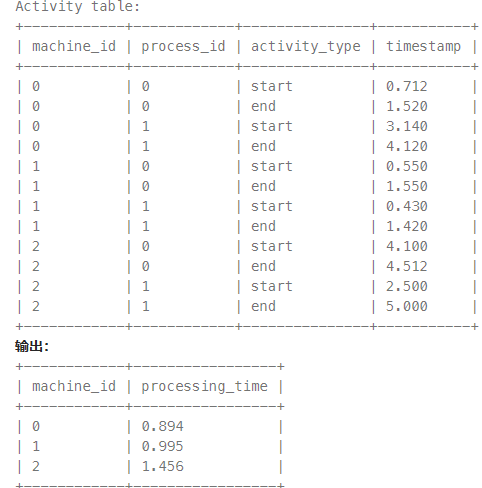 Activity table:
+------------+------------+---------------+-----------+
| machine_id | process_id | activity_type | timestamp |
+------------+------------+---------------+-----------+
| 0          | 0          | start         | 0.712     |
| 0          | 0          | end           | 1.520     |
| 0          | 1          | start         | 3.140     |
| 0          | 1          | end           | 4.120     |
| 1          | 0          | start         | 0.550     |
| 1          | 0          | end           | 1.550     |
| 1          | 1          | start         | 0.430     |
| 1          | 1          | end           | 1.420     |
| 2          | 0          | start         | 4.100     |
| 2          | 0          | end           | 4.512     |
| 2          | 1          | start         | 2.500     |
| 2          | 1          | end           | 5.000     |
+------------+------------+---------------+-----------+
输出:
+------------+-----------------+
| machine_id | processing_time |
+------------+-----------------+
| 0          | 0.894           |
| 1          | 0.995           |
| 2          | 1.456           |
+------------+-----------------+